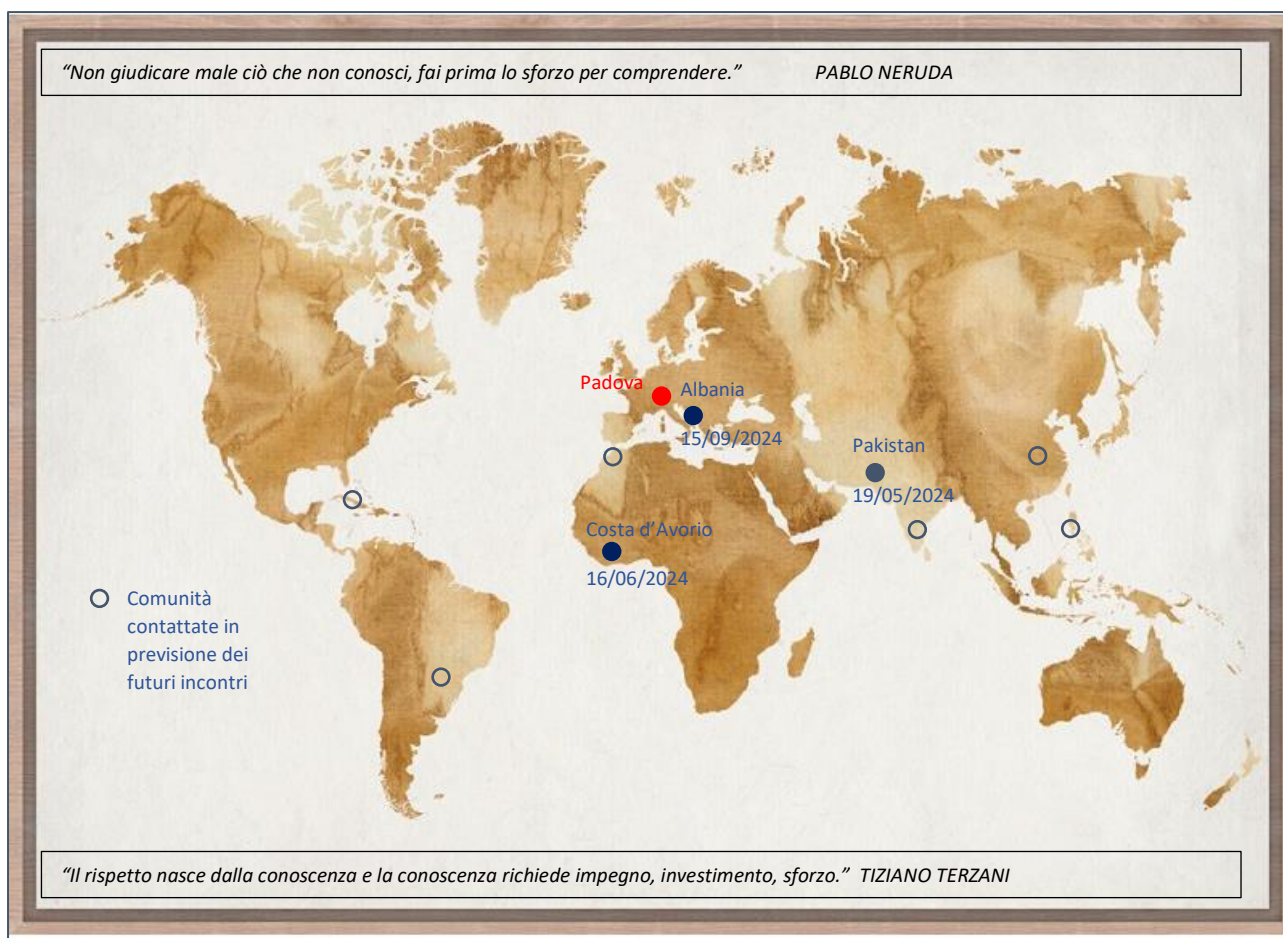 “Non giudicare male ciò che non conosci, fai prima lo sforzo per comprendere.” PABLO NERUDA
Padova
Albania
15/09/2024
Pakistan
19/05/2024
Costa d’Avorio
16/06/2024
Comunità
contattate in
previsione dei
futuri incontri
“Il rispetto nasce dalla conoscenza e la conoscenza richiede impegno, investimento, sforzo.” TIZIANO TERZANI